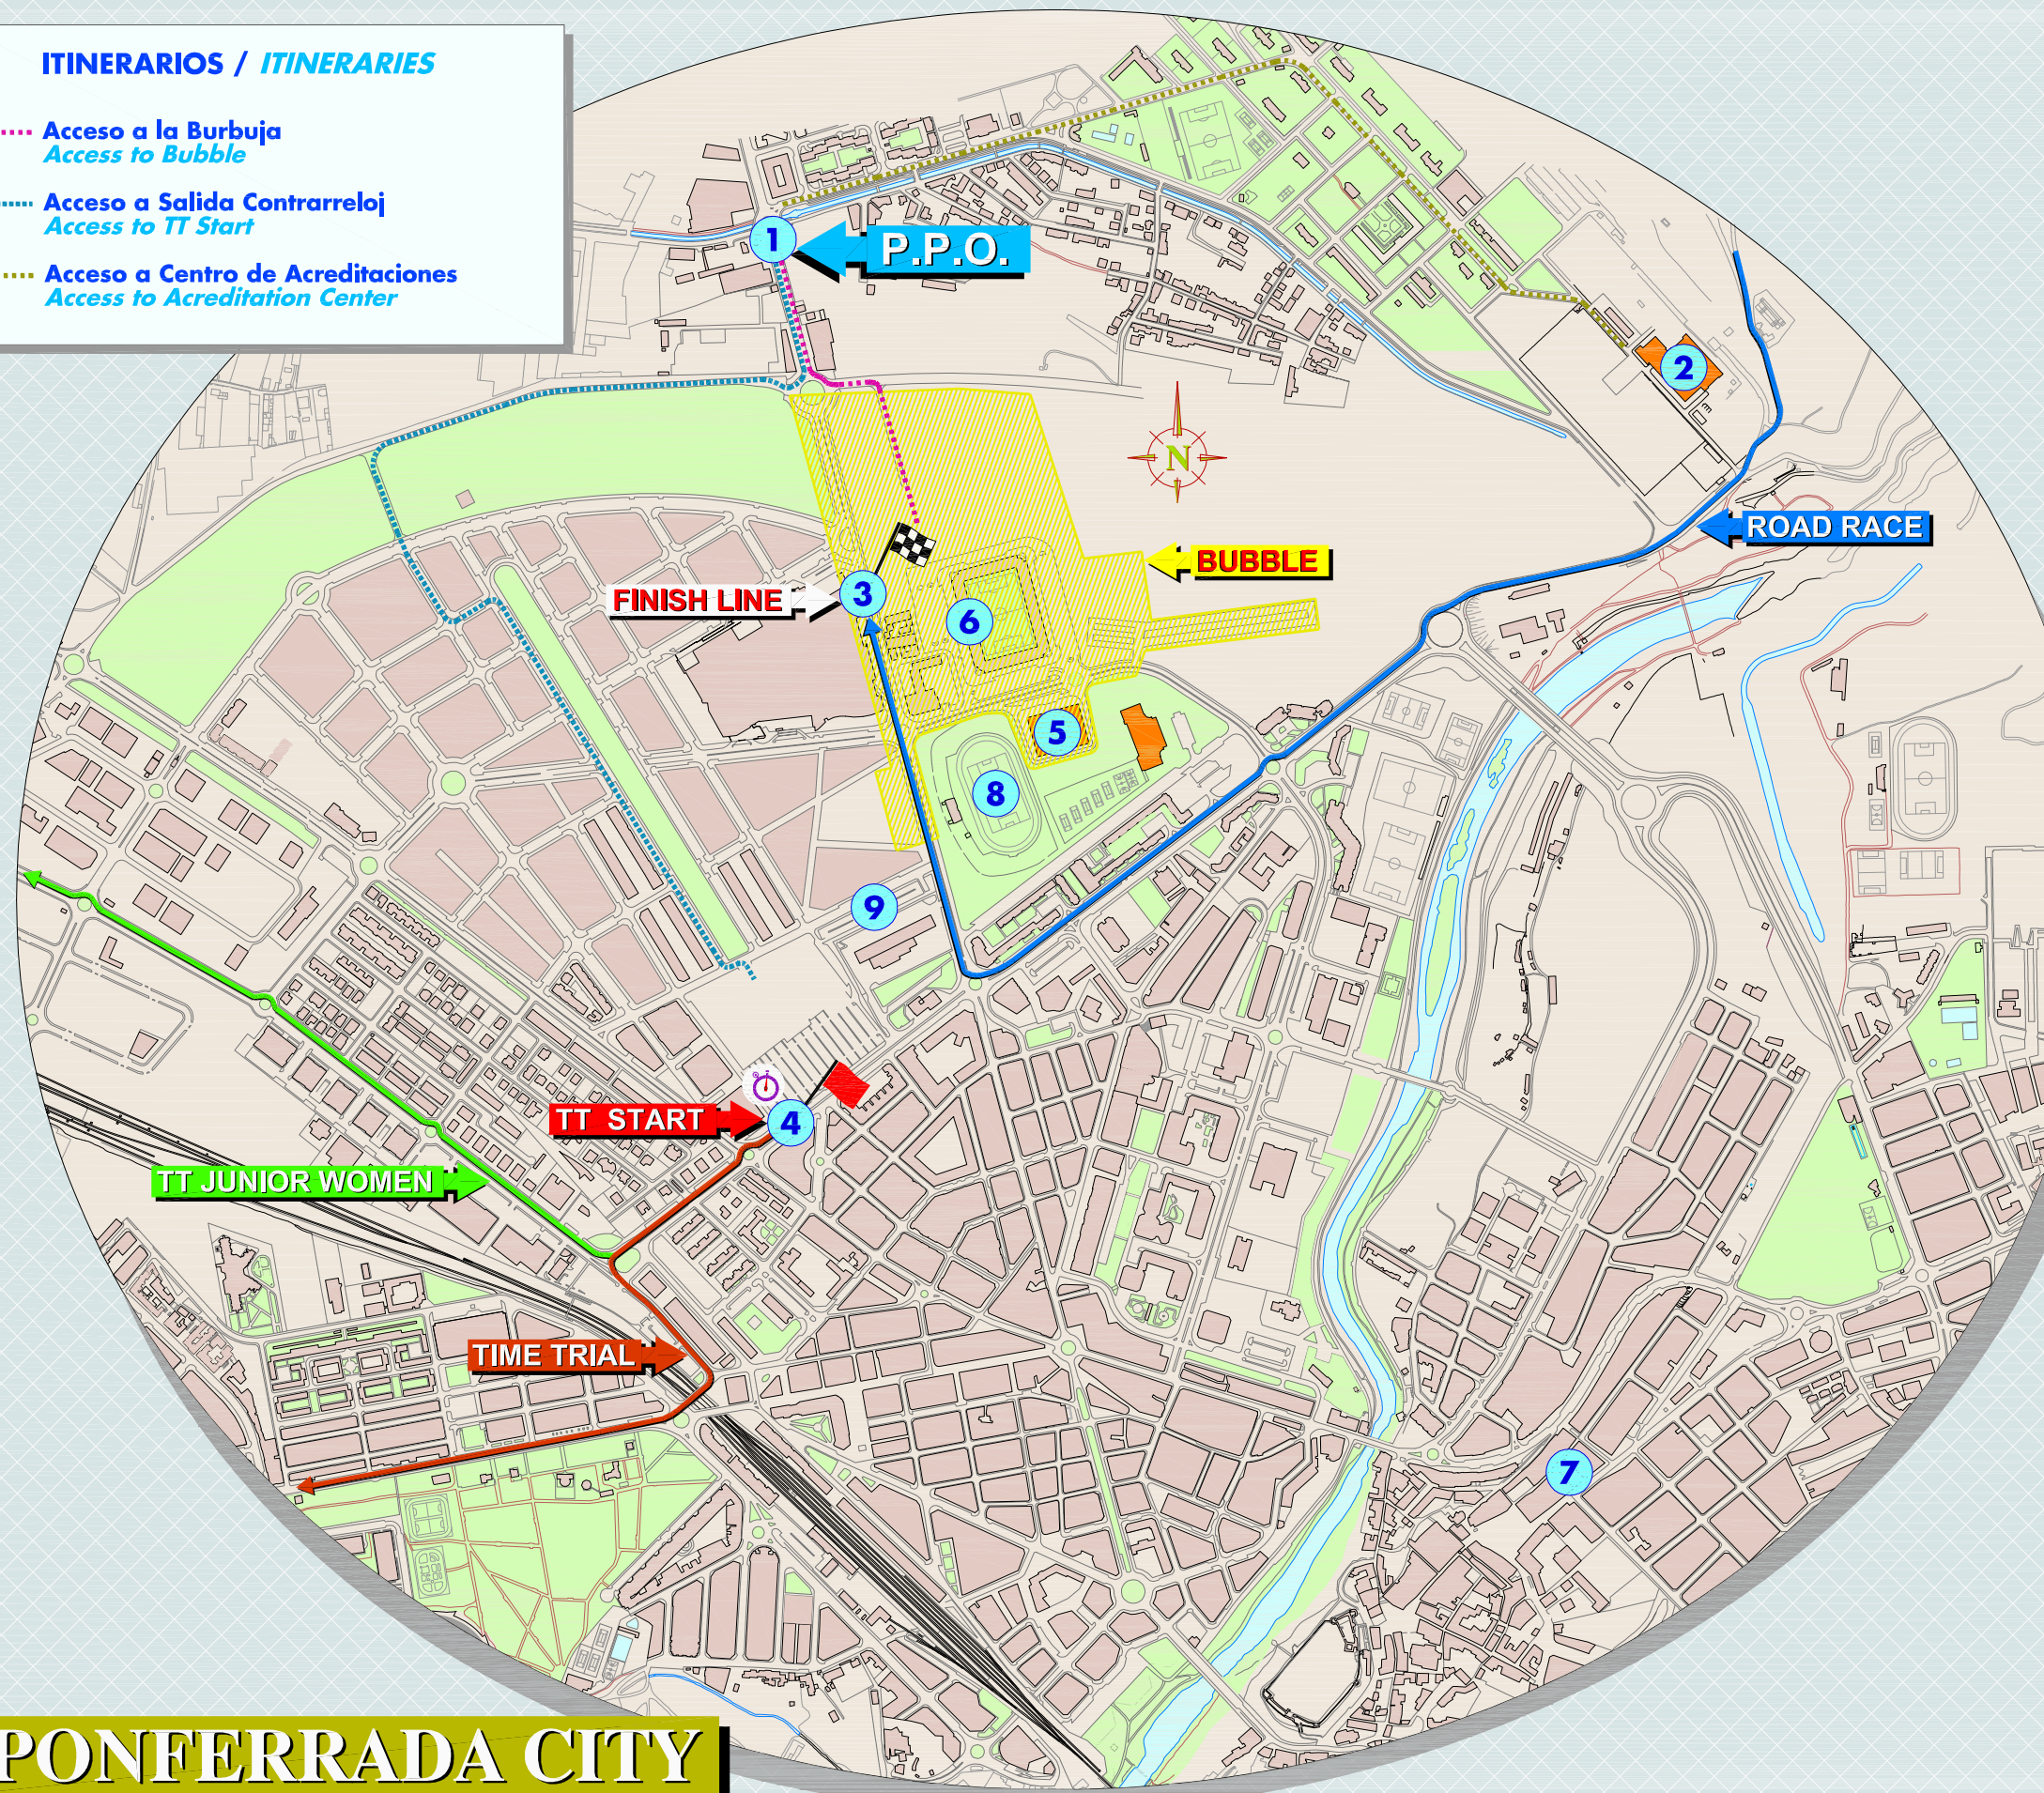 ITINERARIOS / ITINERARIES
Acceso a la Burbuja
Access to Bubble
Acceso a Salida Contrarreloj
Access to TT Start
Acceso a Centro de Acreditaciones
Access to Acreditation Center
1
P.P.O.
2
N
ROAD RACE
BUBBLE
FINISH LINE
3
6
5
8
9
TT START
4
TT JUNIOR WOMEN
TIME TRIAL
7
PONFERRADA CITY